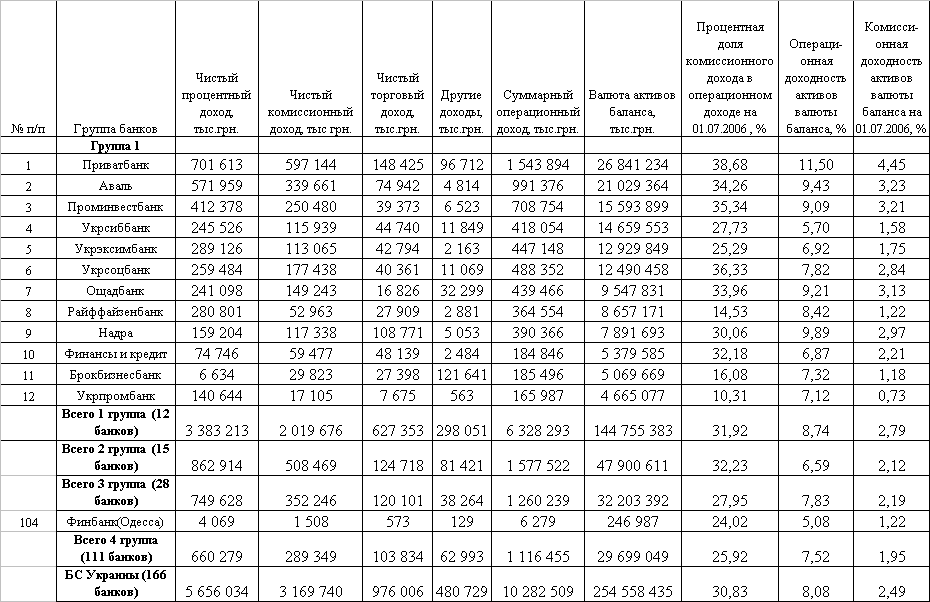 № п/п | Группа банков | Чистый процентный доход, тыс.грн. | Чистый комиссионный доход, тыс. грн. | Чистый торговый доход, тыс.грн. | Другие доходы, тыс.грн. | Суммарный операционный доход, тыс.грн. | Валюта активов баланса, тыс.грн. | Процентная доля комиссионного дохода в операционном доходе на 01.07.2006 , % | Операци-онная доходность активов валюты баланса, % | Комисси-онная доходность активов валюты баланса на 01.07.2006, %
Группа 1
1 | Приватбанк | 701 613 | 597 144 | 148 425 | 96 712 | 1 543 894 | 26 841 234 | 38,68 | 11,50 | 4,45
2 | Аваль | 571 959 | 339 661 | 74 942 | 4 814 | 991 376 | 21 029 364 | 34,26 | 9,43 | 3,23
3 | Проминвестбанк | 412 378 | 250 480 | 39 373 | 6 523 | 708 754 | 15 593 899 | 35,34 | 9,09 | 3,21
4 | Укрсиббанк | 245 526 | 115 939 | 44 740 | 11 849 | 418 054 | 14 659 553 | 27,73 | 5,70 | 1,58
5 | Укрэксимбанк | 289 126 | 113 065 | 42 794 | 2 163 | 447 148 | 12 929 849 | 25,29 | 6,92 | 1,75
6 | Укрсоцбанк | 259 484 | 177 438 | 40 361 | 11 069 | 488 352 | 12 490 458 | 36,33 | 7,82 | 2,84
7 | Ощадбанк | 241 098 | 149 243 | 16 826 | 32 299 | 439 466 | 9 547 831 | 33,96 | 9,21 | 3,13
8 | Райффайзенбанк | 280 801 | 52 963 | 27 909 | 2 881 | 364 554 | 8 657 171 | 14,53 | 8,42 | 1,22
9 | Надра | 159 204 | 117 338 | 108 771 | 5 053 | 390 366 | 7 891 693 | 30,06 | 9,89 | 2,97
10 | Финансы и кредит | 74 746 | 59 477 | 48 139 | 2 484 | 184 846 | 5 379 585 | 32,18 | 6,87 | 2,21
11 | Брокбизнесбанк | 6 634 | 29 823 | 27 398 | 121 641 | 185 496 | 5 069 669 | 16,08 | 7,32 | 1,18
12 | Укрпромбанк | 140 644 | 17 105 | 7 675 | 563 | 165 987 | 4 665 077 | 10,31 | 7,12 | 0,73
Всего 1 группа (12 банков) | 3 383 213 | 2 019 676 | 627 353 | 298 051 | 6 328 293 | 144 755 383 | 31,92 | 8,74 | 2,79
Всего 2 группа (15 банков) | 862 914 | 508 469 | 124 718 | 81 421 | 1 577 522 | 47 900 611 | 32,23 | 6,59 | 2,12
Всего 3 группа (28 банков) | 749 628 | 352 246 | 120 101 | 38 264 | 1 260 239 | 32 203 392 | 27,95 | 7,83 | 2,19
104 | Финбанк(Одесса) | 4 069 | 1 508 | 573 | 129 | 6 279 | 246 987 | 24,02 | 5,08 | 1,22
Всего 4 группа (111 банков) | 660 279 | 289 349 | 103 834 | 62 993 | 1 116 455 | 29 699 049 | 25,92 | 7,52 | 1,95
БС Украины (166 банков) | 5 656 034 | 3 169 740 | 976 006 | 480 729 | 10 282 509 | 254 558 435 | 30,83 | 8,08 | 2,49